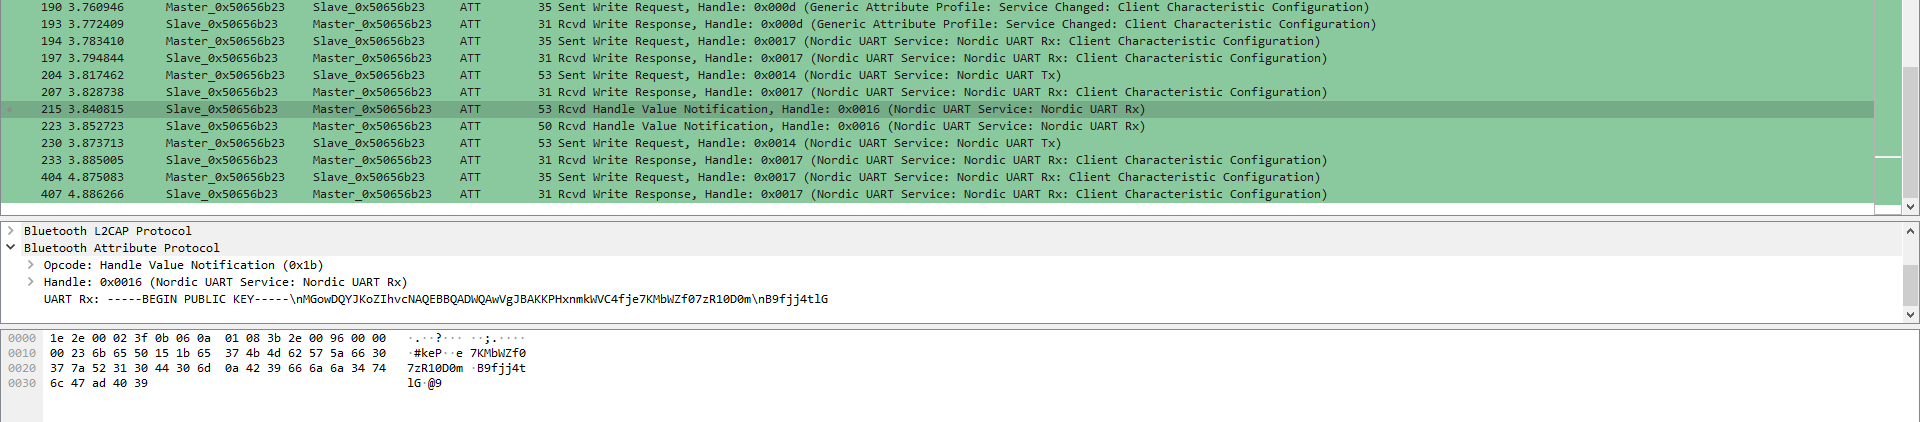 190 3.760946 Master_0x50656b23 Slave_0x50656b23 ATT 35 Sent Write Request, Handle: 0x000d (Generic Attribute Profile: Service Changed: Client Characteristic Configuration)
193 3.772409 Slave_0x50656b23 Master_0x50656b23 ATT 31 Rcvd Write Response, Handle: 0x000d (Generic Attribute Profile: Service Changed: Client Characteristic Configuration)
194 3.783410 Master_0x50656b23 Slave_0x50656b23 ATT 35 Sent Write Request, Handle: 0x0017 (Nordic UART Service: Nordic UART Rx: Client Characteristic Configuration)
197 3.794844 Slave_0x50656b23 Master_0x50656b23 ATT 31 Rcvd Write Response, Handle: 0x0017 (Nordic UART Service: Nordic UART Rx: Client Characteristic Configuration)
204 3.817462 Master_0x50656b23 Slave_0x50656b23 ATT 53 Sent Write Request, Handle: 0x0014 (Nordic UART Service: Nordic UART Tx)
207 3.828738 Slave_0x50656b23 Master_0x50656b23 ATT 31 Rcvd Write Response, Handle: 0x0017 (Nordic UART Service: Nordic UART Rx: Client Characteristic Configuration)
215 3.840815 Slave_0x50656b23 Master_0x50656b23 ATT 53 Rcvd Handle Value Notification, Handle: 0x0016 (Nordic UART Service: Nordic UART Rx)
223 3.852723 Slave_0x50656b23 Master_0x50656b23 ATT 50 Rcvd Handle Value Notification, Handle: 0x0016 (Nordic UART Service: Nordic UART Rx)
230 3.873713 Master_0x50656b23 Slave_0x50656b23 ATT 53 Sent Write Request, Handle: 0x0014 (Nordic UART Service: Nordic UART Tx)
233 3.885005 Slave_0x50656b23 Master_0x50656b23 ATT 31 Rcvd Write Response, Handle: 0x0017 (Nordic UART Service: Nordic UART Rx: Client Characteristic Configuration)
404 4.875083 Master_0x50656b23 Slave_0x50656b23 ATT 35 Sent Write Request, Handle: 0x0017 (Nordic UART Service: Nordic UART Rx: Client Characteristic Configuration)
407 4.886266 Slave_0x50656b23 Master_0x50656b23 ATT 31 Rcvd Write Response, Handle: 0x0017 (Nordic UART Service: Nordic UART Rx: Client Characteristic Configuration)
Bluetooth L2CAP Protocol
Bluetooth Attribute Protocol
Opcode: Handle Value Notification (0x1b)
Handle: 0x0016 (Nordic UART Service: Nordic UART Rx)
UART Rx: -----BEGIN PUBLIC KEY-----\nMGowDQYJKoZIhvcNAQEBBQADWQAwVgJBAKKPHxnmkWVC4fje7KMbWZf07zR10D0m\nB9fjj4tlG
0000 1e 2e 00 02 3f 0b 06 0a 01 08 3b 2e 00 96 00 00 ·.··?··· ··;.····
0010 00 23 6b 65 50 15 1b 65 37 4b 4d 62 57 5a 66 30 ·#keP··e 7KMbWZf0
0020 37 7a 52 31 30 44 30 6d 0a 42 39 66 6a 6a 34 74 7zR10D0m ·B9fjj4t
0030 6c 47 ad 40 39 lG·@9